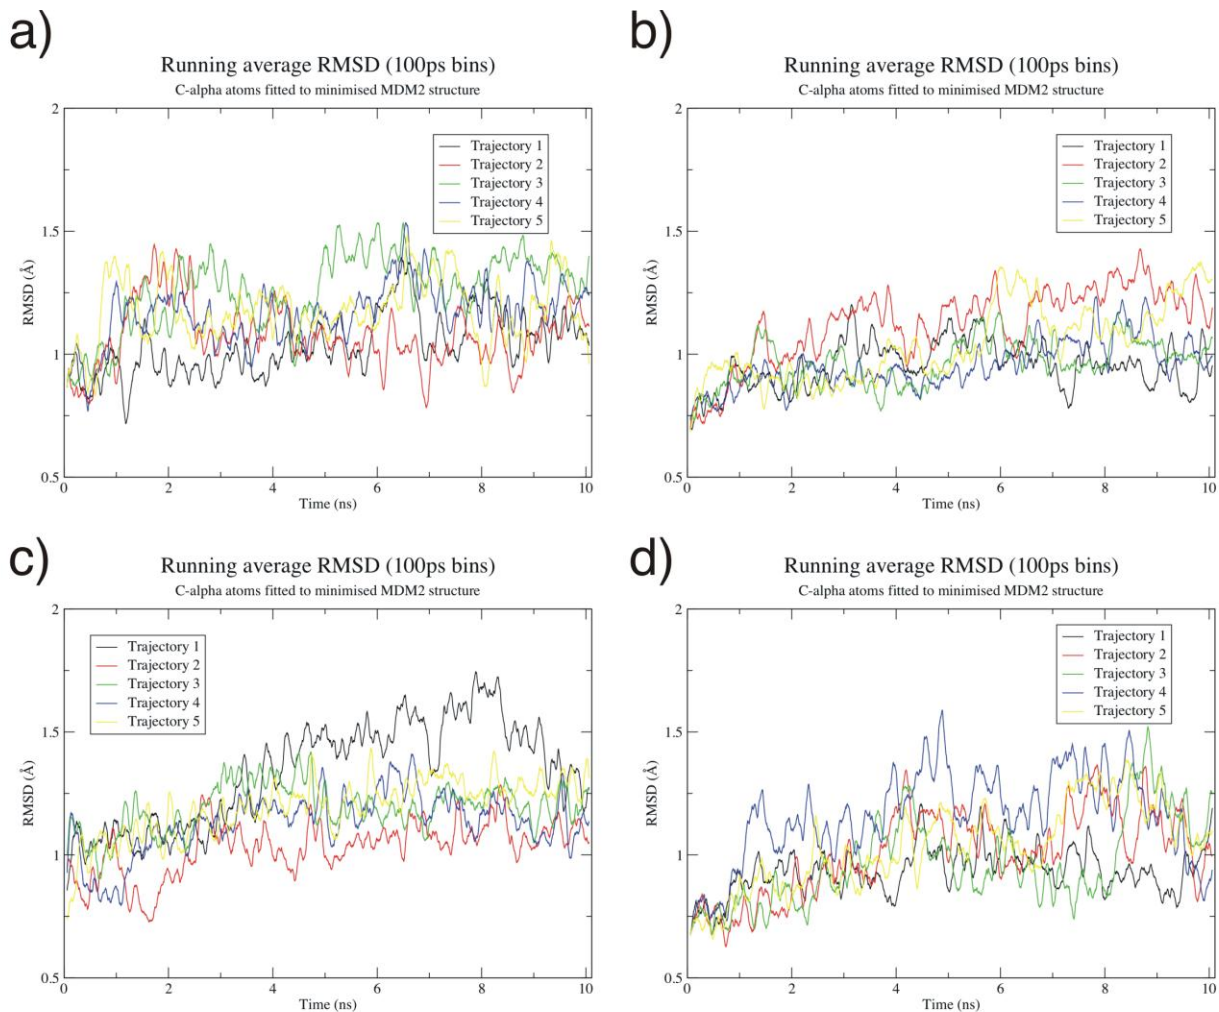 a)
Running average RMSD (100ps bins)
C-alpha atoms fitted to minimised MDM2 structure
2
1.5
1
0.5
RMSD (Å)
Trajectory 1
Trajectory 2
Trajectory 3
Trajectory 4
Trajectory 5
0 2 4 6 8 10
Time (ns)
b)
Running average RMSD (100ps bins)
C-alpha atoms fitted to minimised MDM2 structure
2
1.5
1
0.5
RMSD (Å)
Trajectory 1
Trajectory 2
Trajectory 3
Trajectory 4
Trajectory 5
0 2 4 6 8 10
Time (ns)
c)
Running average RMSD (100ps bins)
C-alpha atoms fitted to minimised MDM2 structure
2
1.5
1
0.5
RMSD (Å)
Trajectory 1
Trajectory 2
Trajectory 3
Trajectory 4
Trajectory 5
0 2 4 6 8 10
Time (ns)
d)
Running average RMSD (100ps bins)
C-alpha atoms fitted to minimised MDM2 structure
2
1.5
1
0.5
RMSD (Å)
Trajectory 1
Trajectory 2
Trajectory 3
Trajectory 4
Trajectory 5
0 2 4 6 8 10
Time (ns)